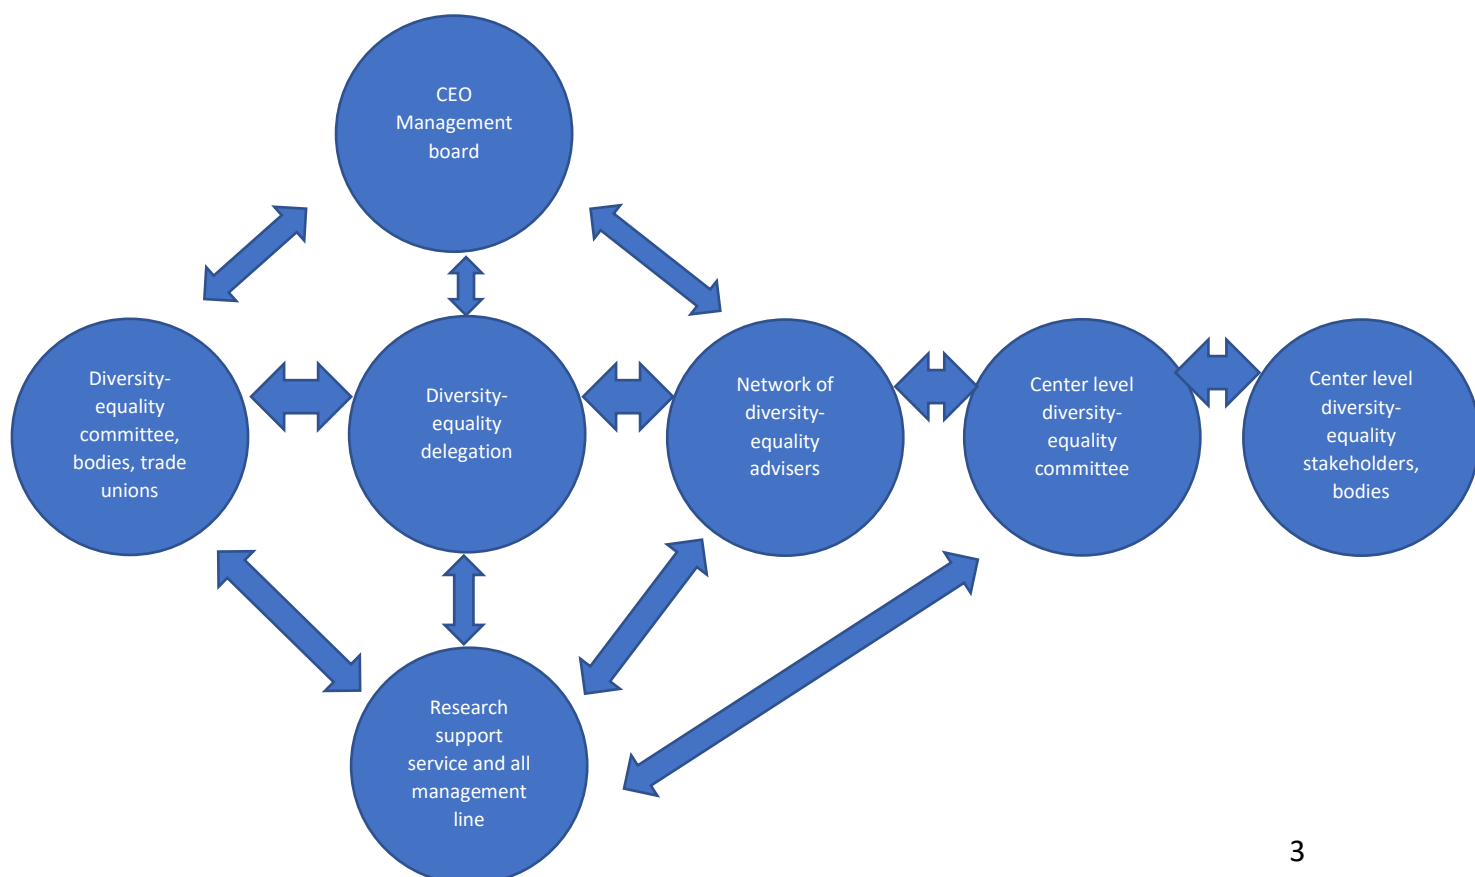 CEO
Management
board
Diversity-
equality
committee,
bodies, trade
unions
Diversity-
equality
delegation
Network of
diversity-
equality
advisers
Center level
diversity-
equality
committee
Center level
diversity-
equality
stakeholders,
bodies
Research
support
service and all
management
line
3